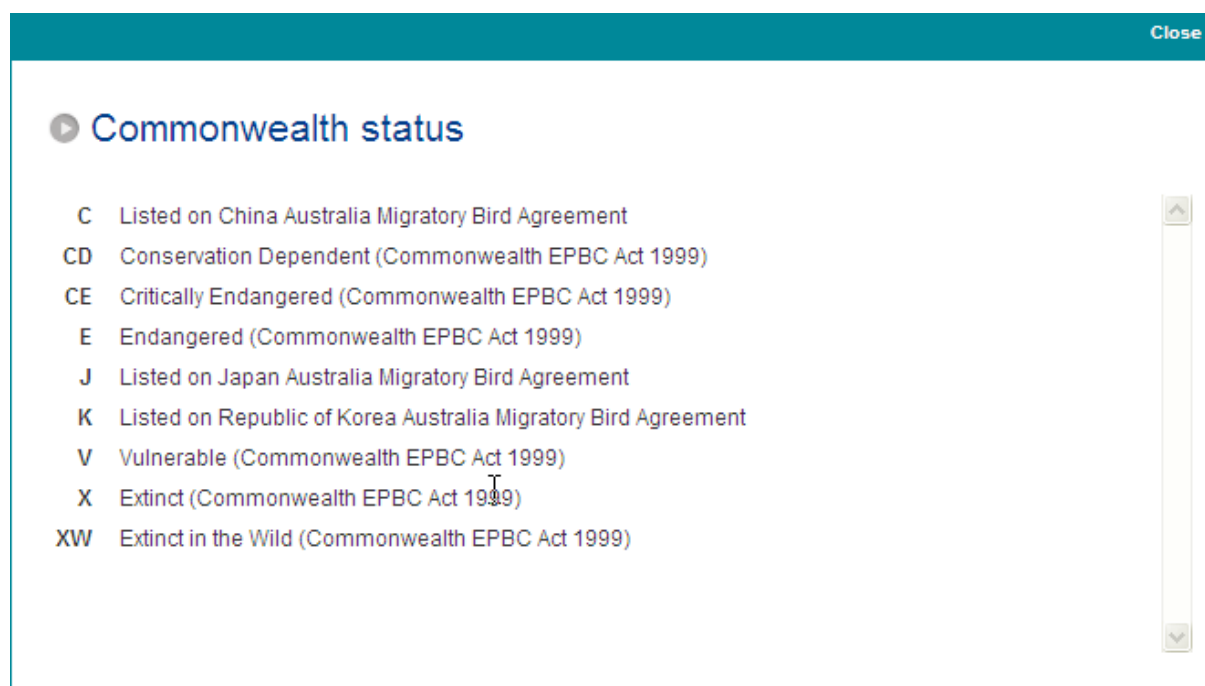 Close
Commonwealth status
C Listed on China Australia Migratory Bird Agreement
CD Conservation Dependent (Commonwealth EPBC Act 1999)
CE Critically Endangered (Commonwealth EPBC Act 1999)
E Endangered (Commonwealth EPBC Act 1999)
J Listed on Japan Australia Migratory Bird Agreement
K Listed on Republic of Korea Australia Migratory Bird Agreement
V Vulnerable (Commonwealth EPBC Act 1999)
X Extinct (Commonwealth EPBC Act 1999)
XW Extinct in the Wild (Commonwealth EPBC Act 1999)